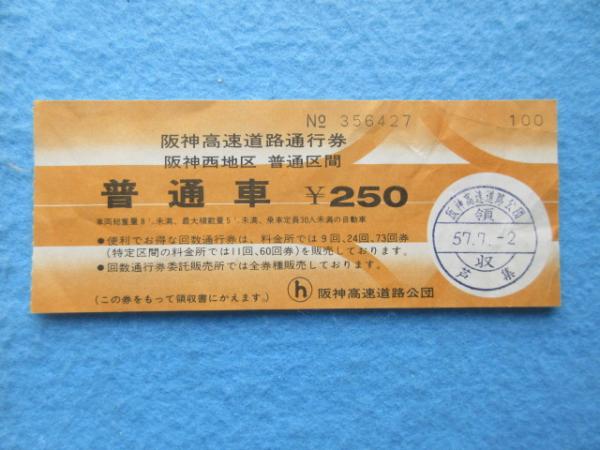 № 356427 100
阪神高速道路通行券
阪神西地区 普通区間
普通車 ¥250
車両総重量8t未満、最大積載量5t未満、乗車定員30人未満の自動車
●便利でお得な回数通行券は、料金所では9回、24回、73回券
(特定区間の料金所では11回、60回券)を販売しております。
●回数通行券委託販売所では全券種販売しております。
(この券をもって領収書にかえます。)
h 阪神高速道路公団
阪神高速道路公団
領
57.7.-2
収
芦 集